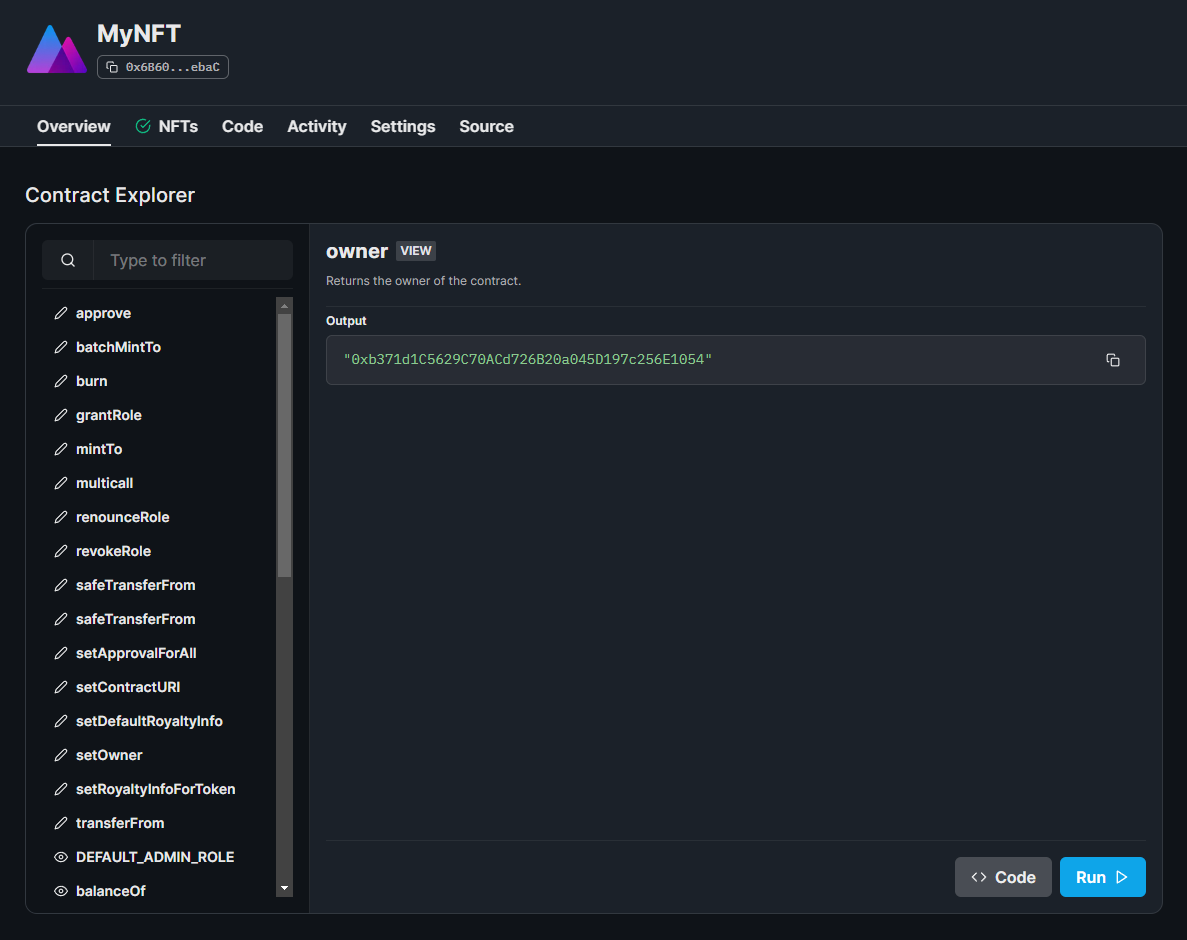 MyNFT
0x6B60...ebaC
Overview
NFTs
Code
Activity
Settings
Source
Contract Explorer
Type to filter
approve
batchMintTo
burn
grantRole
mintTo
multicall
renounceRole
revokeRole
safeTransferFrom
safeTransferFrom
setApprovalForAll
setContractURI
setDefaultRoyaltyInfo
setOwner
setRoyaltyInfoForToken
transferFrom
DEFAULT_ADMIN_ROLE
balanceOf
owner VIEW
Returns the owner of the contract.
Output
"0xb371d1C5629C70ACd726B20a045D197c256E1054"
Code
Run